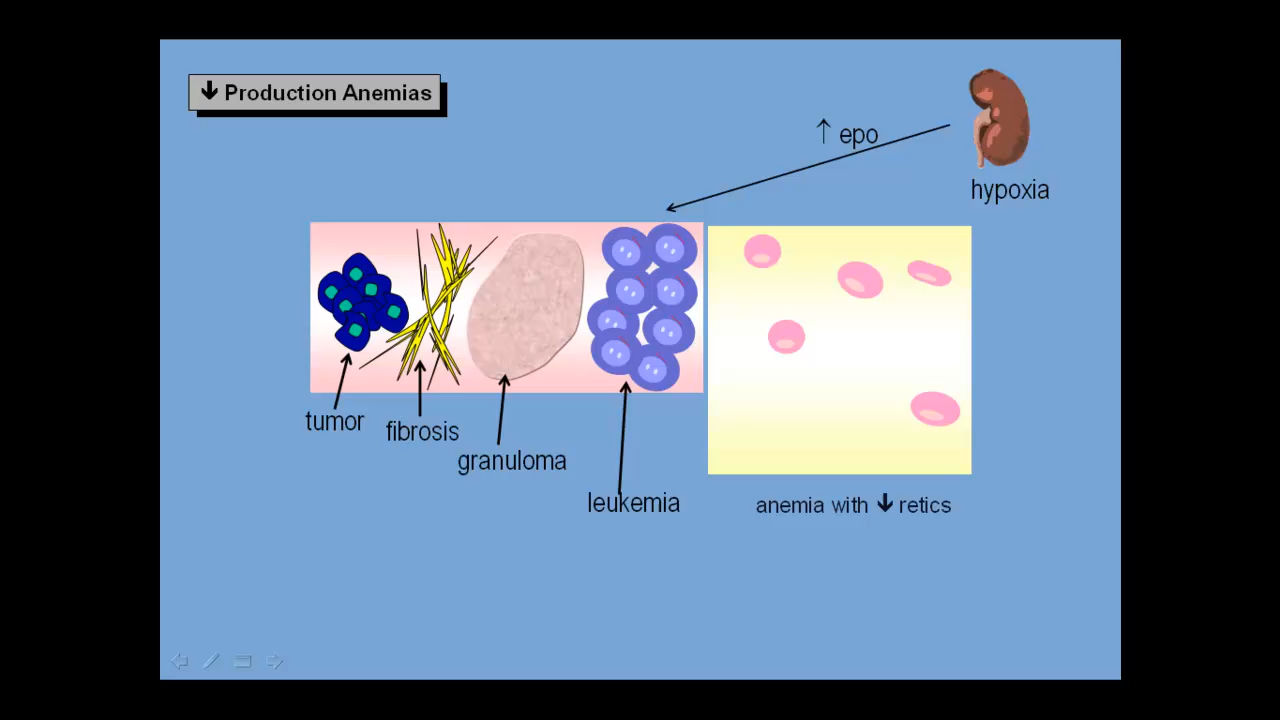 ↓ Production Anemias
↑ epo
hypoxia
tumor
fibrosis
granuloma
leukemia
anemia with ↓ retics